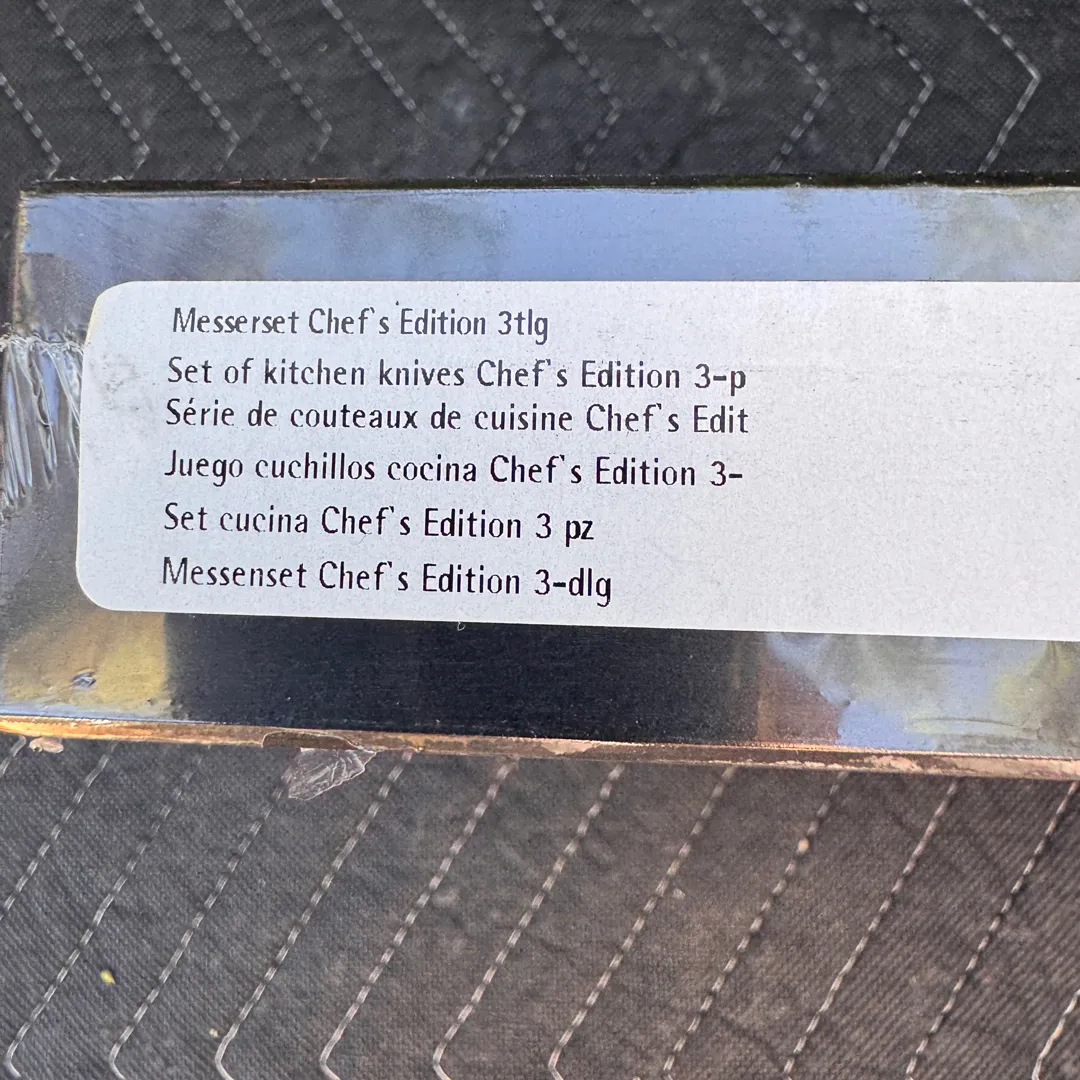 Messerset Chef's Edition 3tlg
Set of kitchen knives Chef's Edition 3-p
Série de couteaux de cuisine Chef's Edit
Juego cuchillos cocina Chef's Edition 3-
Set cucina Chef's Edition 3 pz
Messenset Chef's Edition 3-dlg